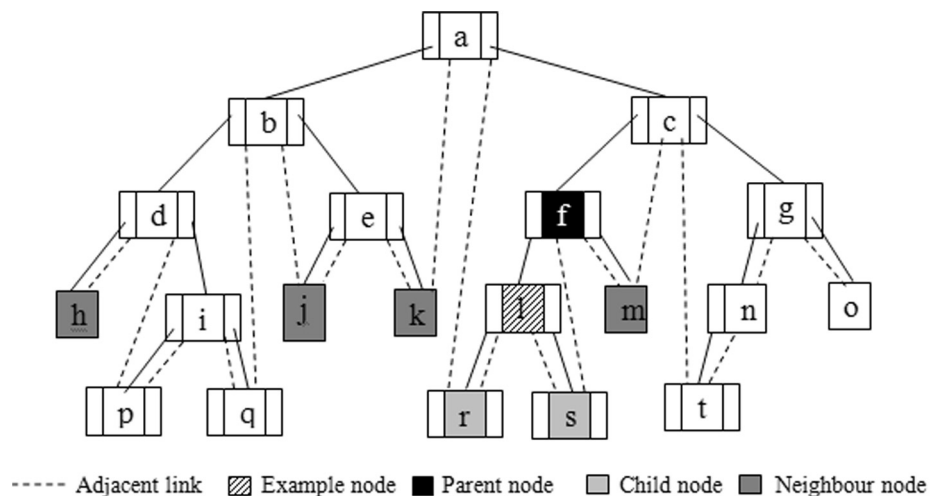 a
b
c
d
e
f
g
h
i
j
k
l
m
n
o
p
q
r
s
t
Adjacent link
Example node
Parent node
Child node
Neighbour node